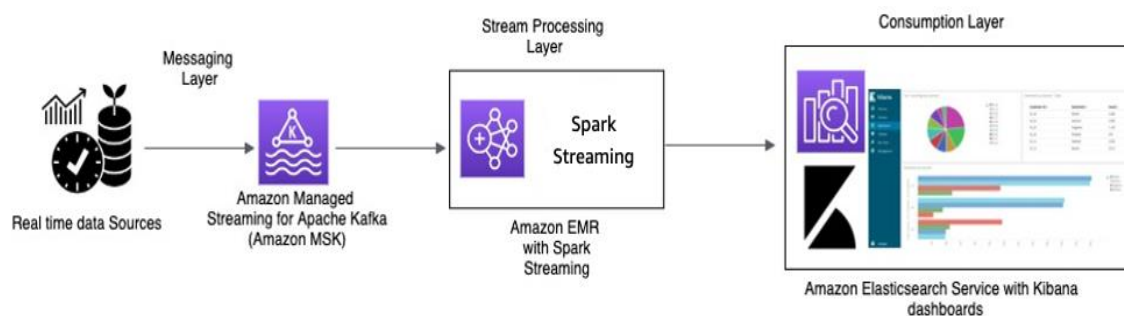 Consumption Layer
Stream Processing
Layer
Messaging
Layer
K
Spark
Streaming
Real time data Sources
Amazon Managed
Streaming for Apache Kafka
(Amazon MSK)
Amazon EMR
with Spark
Streaming
Amazon Elasticsearch Service with Kibana
dashboards